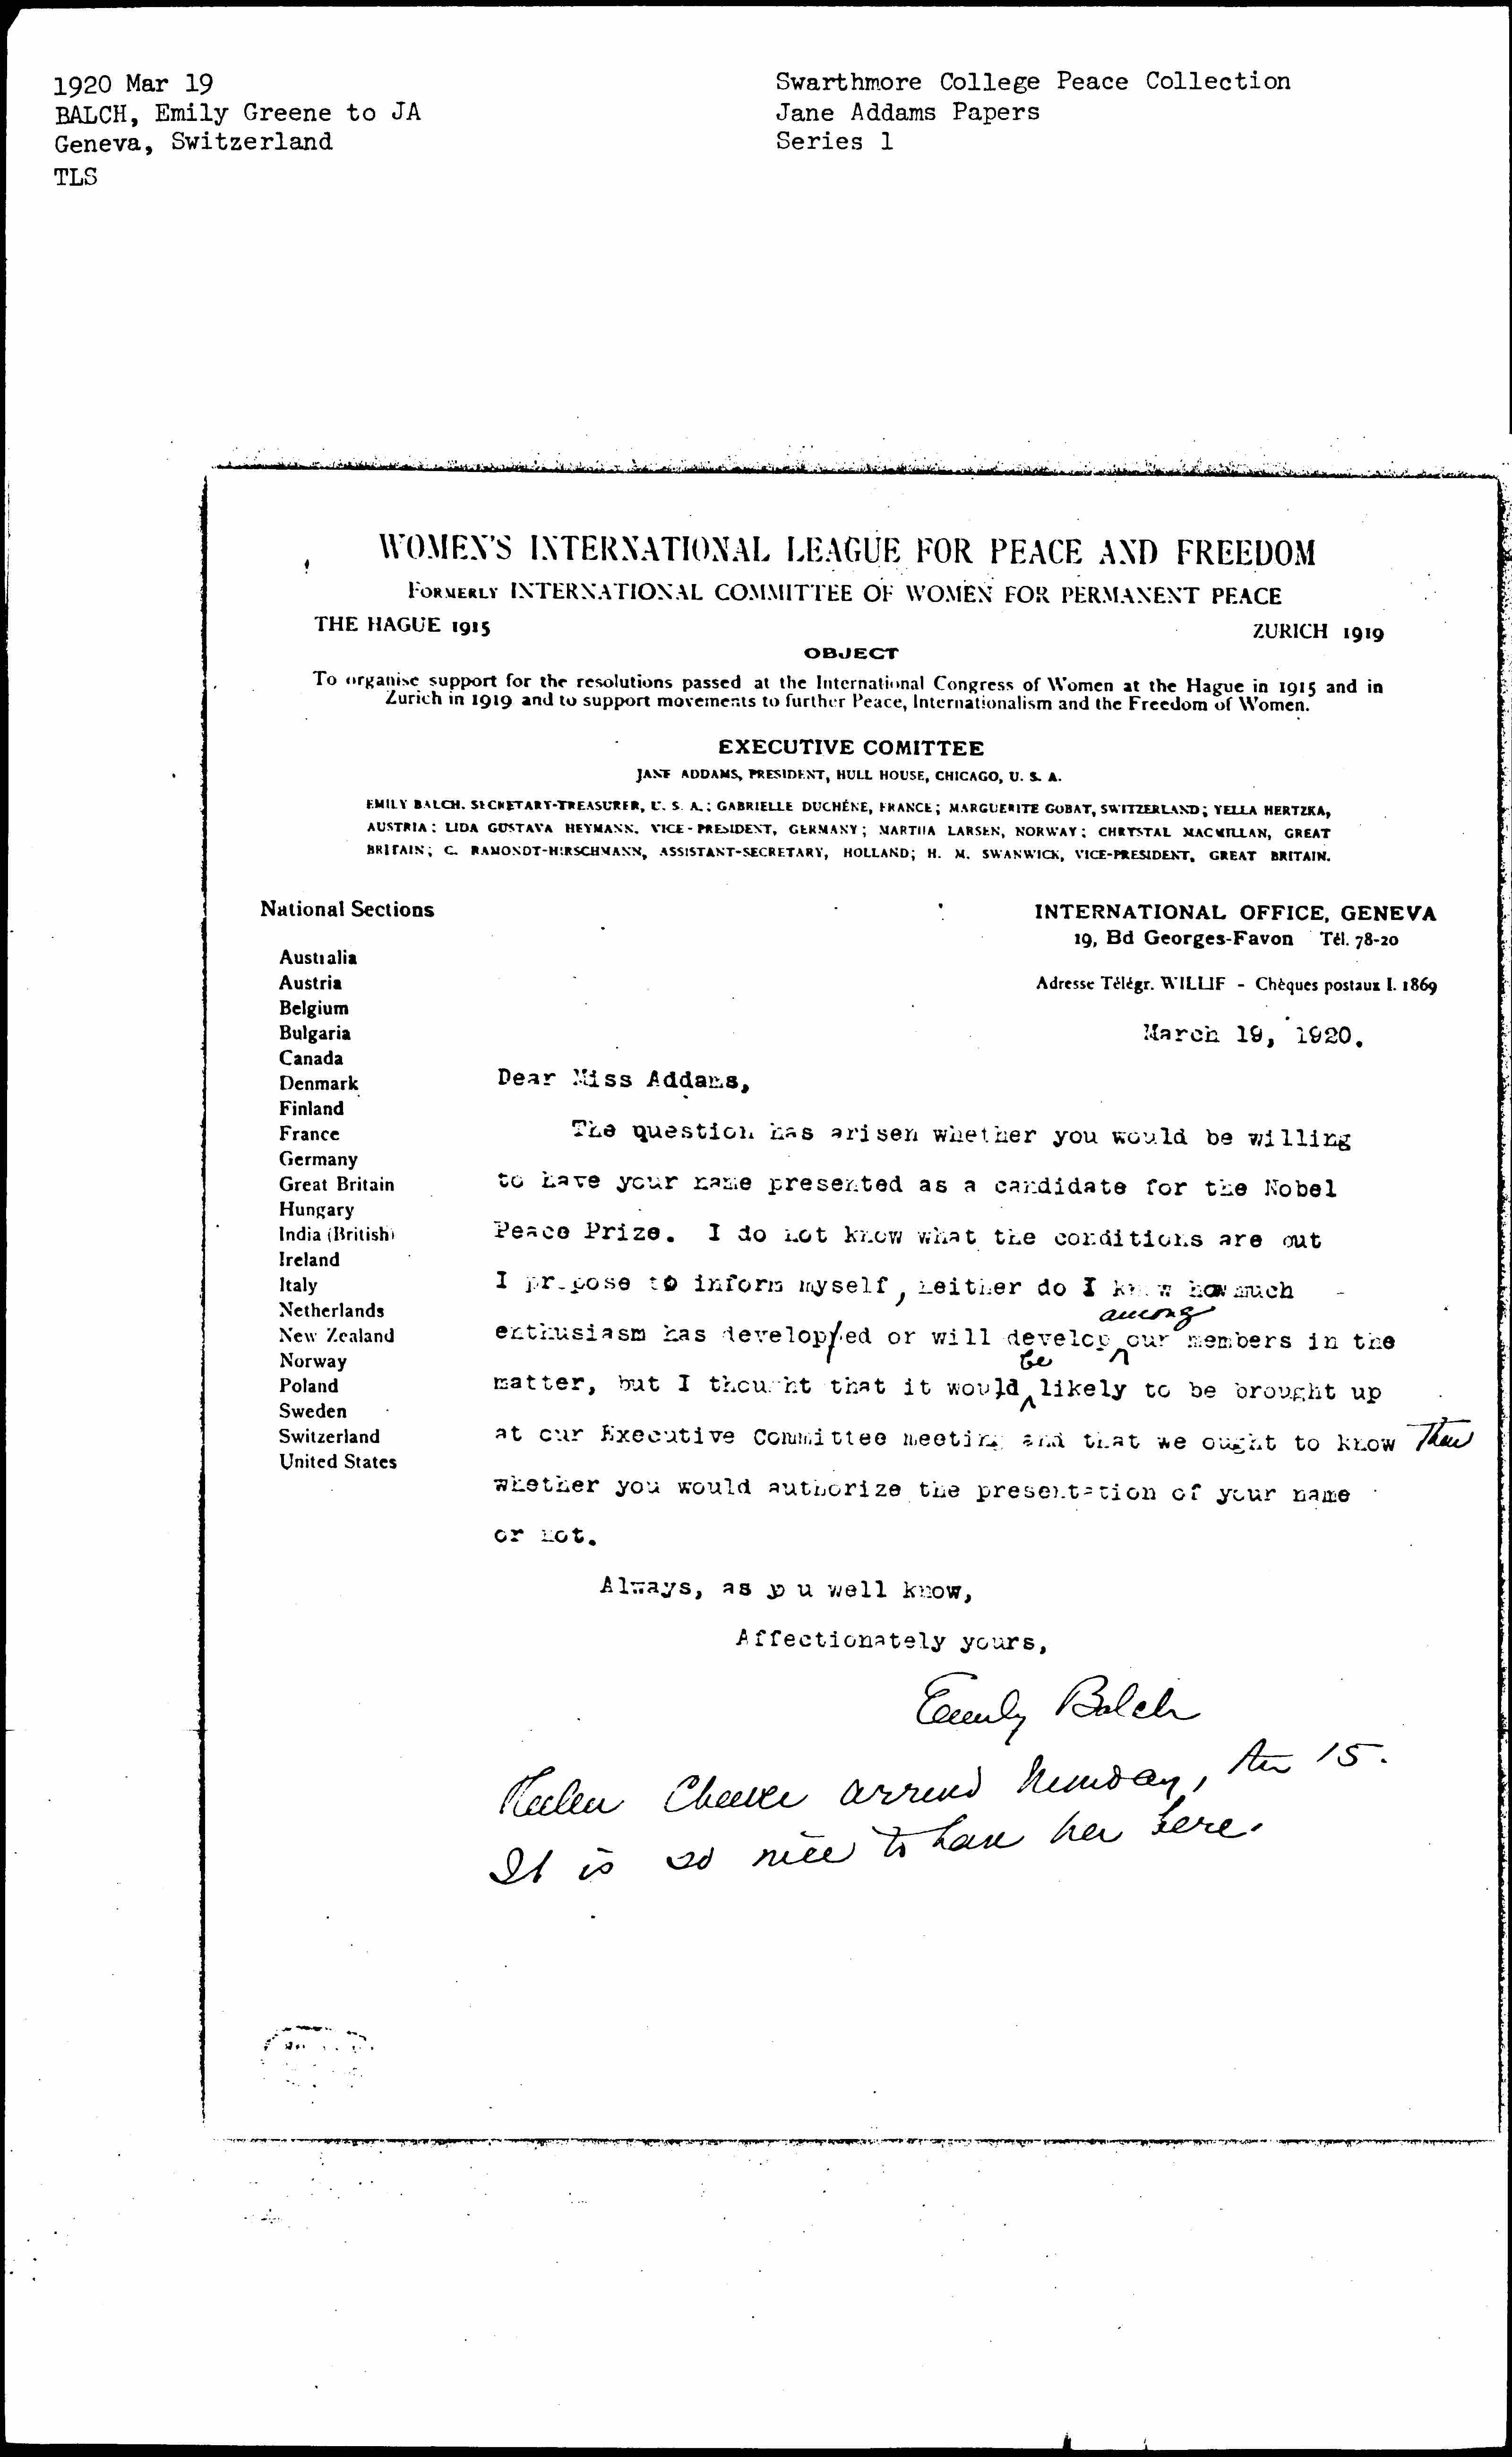 1920 Mar 19
BALCH, Emily Greene to JA
Geneva, Switzerland
TLS
Swarthmore College Peace Collection
Jane Addams Papers
Series 1
WOMEN'S INTERNATIONAL LEAGUE FOR PEACE AND FREEDOM
FORMERLY INTERNATIONAL COMMITTEE OF WOMEN FOR PERMANENT PEACE
THE HAGUE 1915
ZURICH 1919
OBJECT
To organise support for the resolutions passed at the International Congress of Women at the Hague in 1915 and in
Zurich in 1919 and to support movements to further Peace, Internationalism and the Freedom of Women.
EXECUTIVE COMITTEE
JANE ADDAMS, PRESIDENT, HULL HOUSE, CHICAGO, U. S. A.
EMILY BALCH. SECRETARY-TREASURER, U. S. A.; GABRIELLE DUCHÉNE, FRANCE; MARGUERITE GOBAT, SWITZERLAND; YELLA HERTZKA,
AUSTRIA; LIDA GUSTAVA HEYMANN, VICE-PRESIDENT, GERMANY; MARTHA LARSEN, NORWAY; CHRYSTAL MACMILLAN, GREAT
BRITAIN; C. RAMONDT-HIRSCHMANN, ASSISTANT-SECRETARY, HOLLAND; H. M. SWANWICK, VICE-PRESIDENT, GREAT BRITAIN.
National Sections
Australia
Austria
Belgium
Bulgaria
Canada
Denmark
Finland
France
Germany
Great Britain
Hungary
India (British)
Ireland
Italy
Netherlands
New Zealand
Norway
Poland
Sweden
Switzerland
United States
INTERNATIONAL OFFICE, GENEVA
19, Bd Georges-Favon Tél. 78-20
Adresse Télégr. WILLIF - Chèques postaux I. 1869
March 19, 1920.
Dear Miss Addams,
The question has arisen whether you would be willing
to have your name presented as a candidate for the Nobel
Peace Prize. I do not know what the conditions are out
I propose to inform myself, neither do I know how much
enthusiasm has developed or will develop among our members in the
matter, but I thought that it would be likely to be brought up
at our Executive Committee meeting and that we ought to know then
whether you would authorize the presentation of your name
or not.
Always, as yo u well know,
Affectionately yours,
Emily Balch
Helen Cheever arrived Monday, the 15.
It is so nice to have her here.